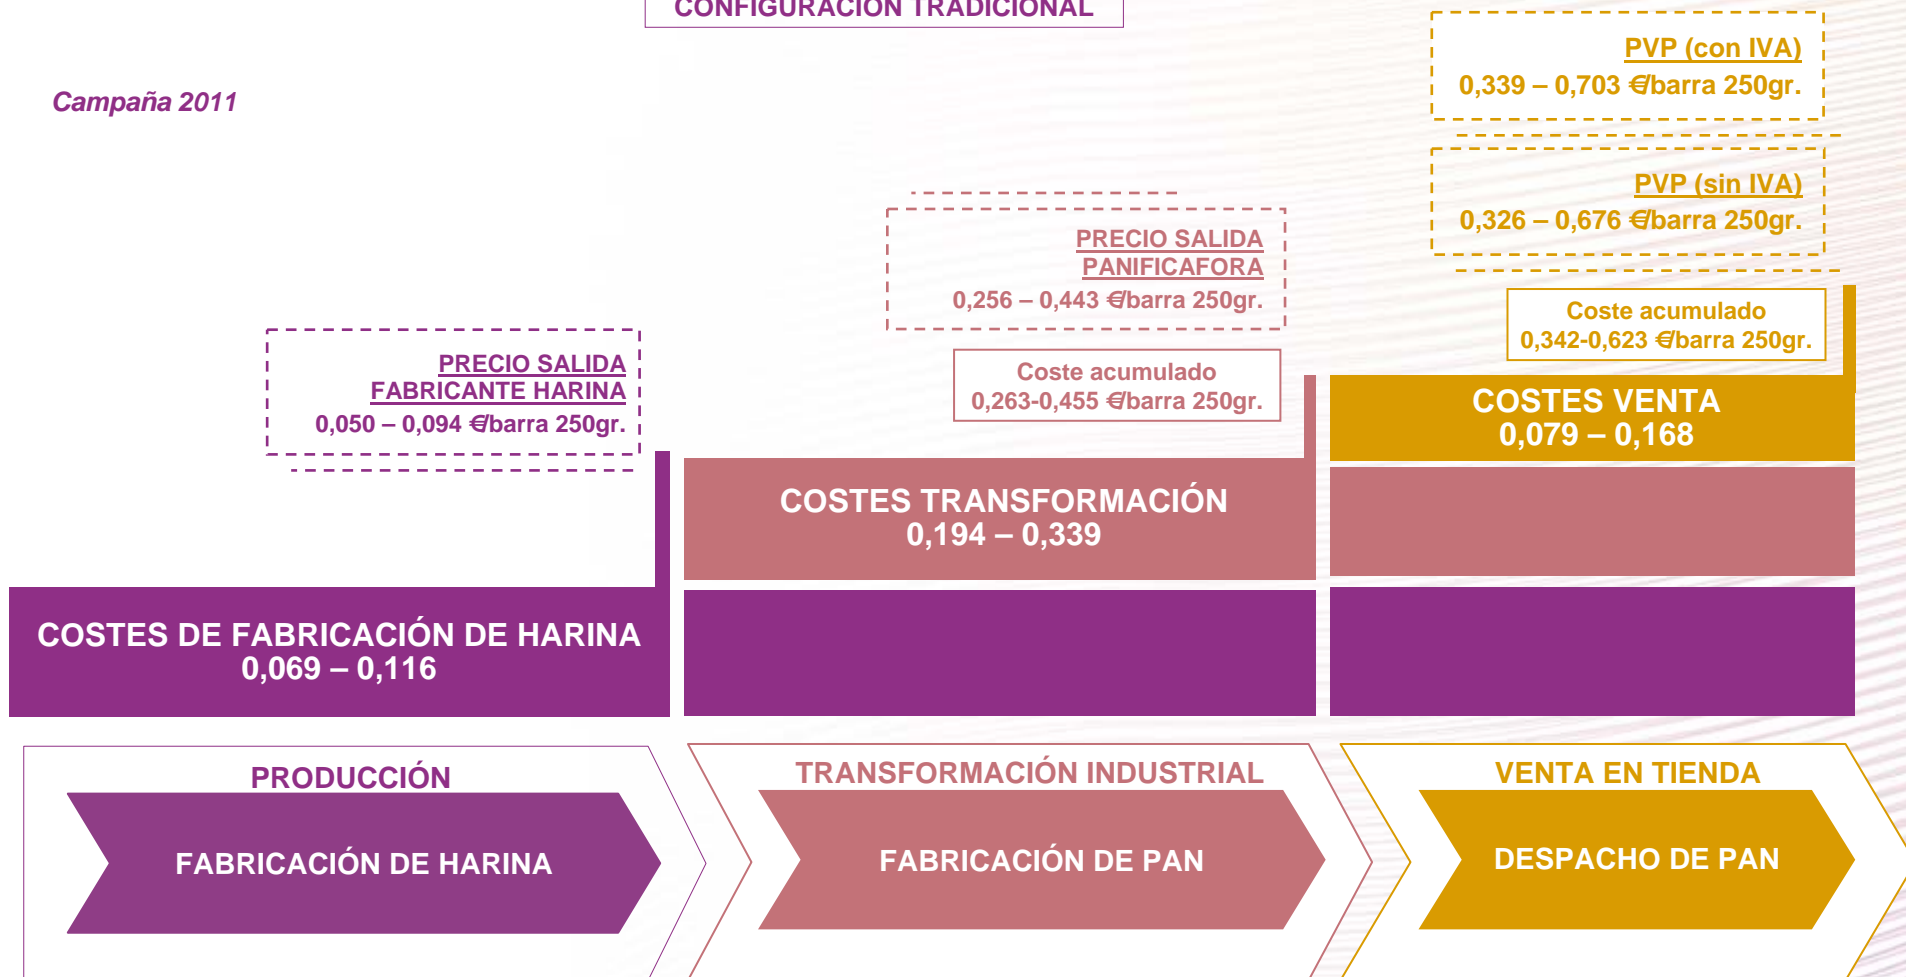 CONFIGURACIÓN TRADICIONAL
Campaña 2011
PVP (con IVA)
0,339 – 0,703 €/barra 250gr.
PVP (sin IVA)
0,326 – 0,676 €/barra 250gr.
PRECIO SALIDA
PANIFICAFORA
0,256 – 0,443 €/barra 250gr.
Coste acumulado
0,342-0,623 €/barra 250gr.
PRECIO SALIDA
FABRICANTE HARINA
0,050 – 0,094 €/barra 250gr.
Coste acumulado
0,263-0,455 €/barra 250gr.
COSTES VENTA
0,079 – 0,168
COSTES TRANSFORMACIÓN
0,194 – 0,339
COSTES DE FABRICACIÓN DE HARINA
0,069 – 0,116
PRODUCCIÓN
TRANSFORMACIÓN INDUSTRIAL
VENTA EN TIENDA
FABRICACIÓN DE HARINA
FABRICACIÓN DE PAN
DESPACHO DE PAN